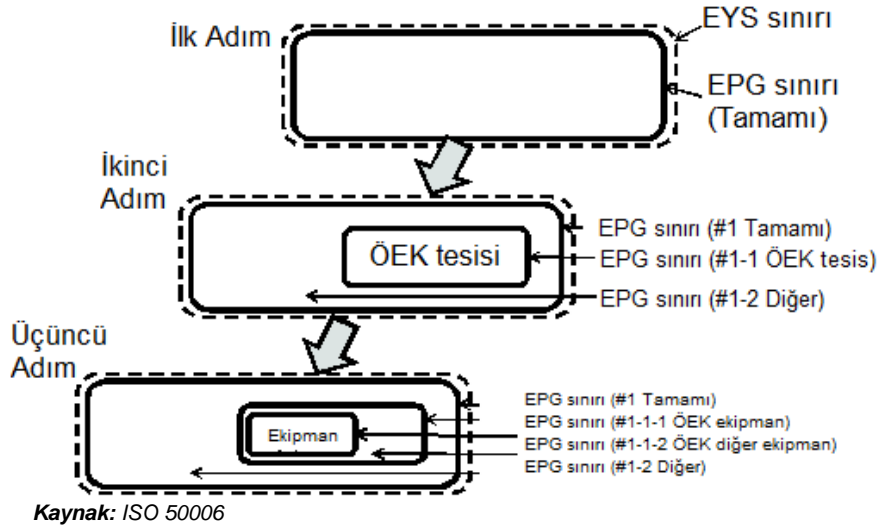 İlk Adım
EYS sınırı
EPG sınırı
(Tamamı)
İkinci
Adım
ÖEK tesisi
EPG sınırı (#1 Tamamı)
EPG sınırı (#1-1 ÖEK tesis)
EPG sınırı (#1-2 Diğer)
Üçüncü
Adım
Ekipman
EPG sınırı (#1 Tamamı)
EPG sınırı (#1-1-1 ÖEK ekipman)
EPG sınırı (#1-1-2 ÖEK diğer ekipman)
EPG sınırı (#1-2 Diğer)
Kaynak: ISO 50006